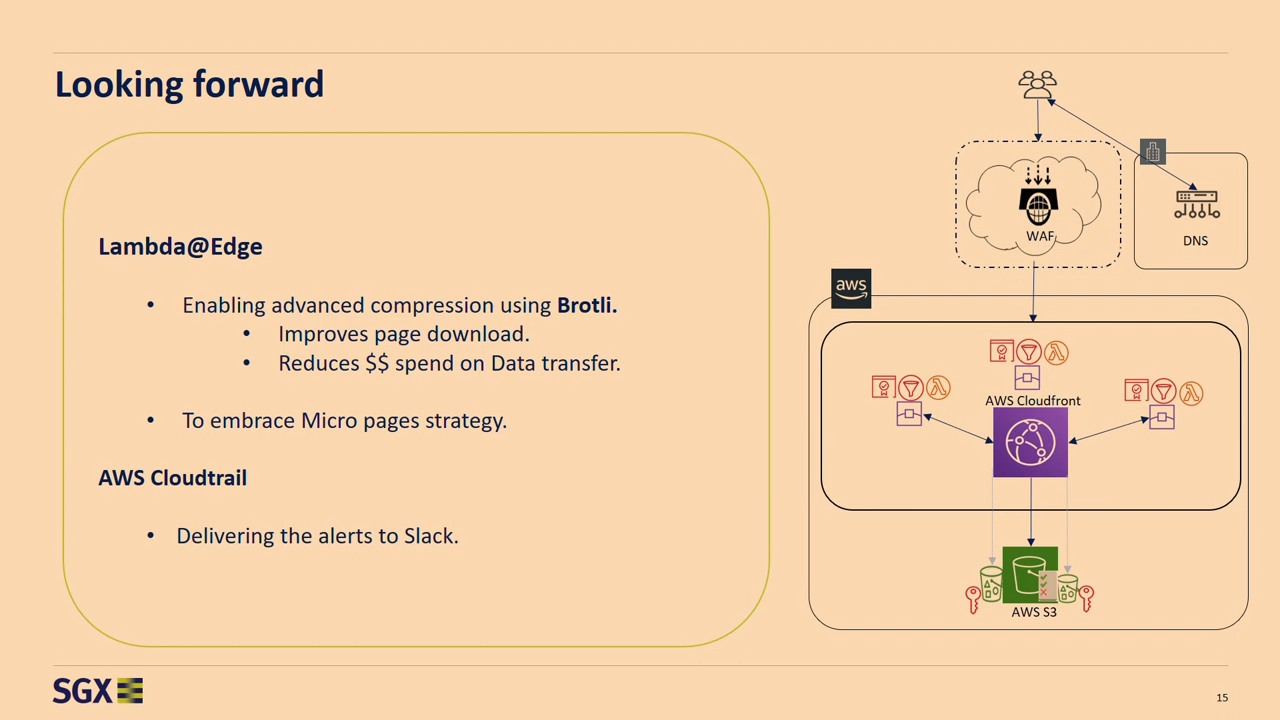 Looking forward
Lambda@Edge
• Enabling advanced compression using Brotli.
• Improves page download.
• Reduces $$ spend on Data transfer.
• To embrace Micro pages strategy.
AWS Cloudtrail
• Delivering the alerts to Slack.
WAF
DNS
aws
AWS Cloudfront
AWS S3
SGX
15